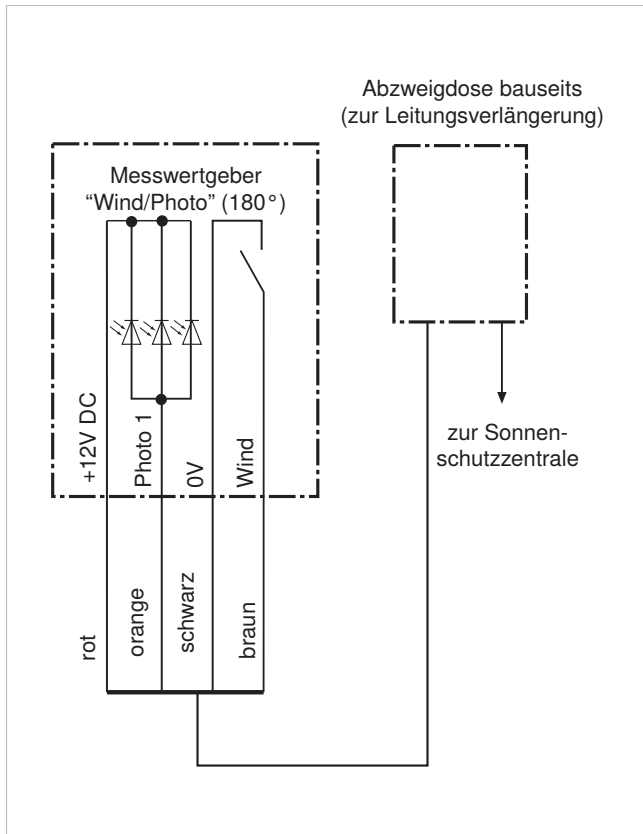 Abzweigdose bauseits
(zur Leitungsverlängerung)
Messwertgeber
“Wind/Photo” (180°)
+12V DC
Photo 1
0V
Wind
zur Sonnen-
schutzzentrale
rot
orange
schwarz
braun